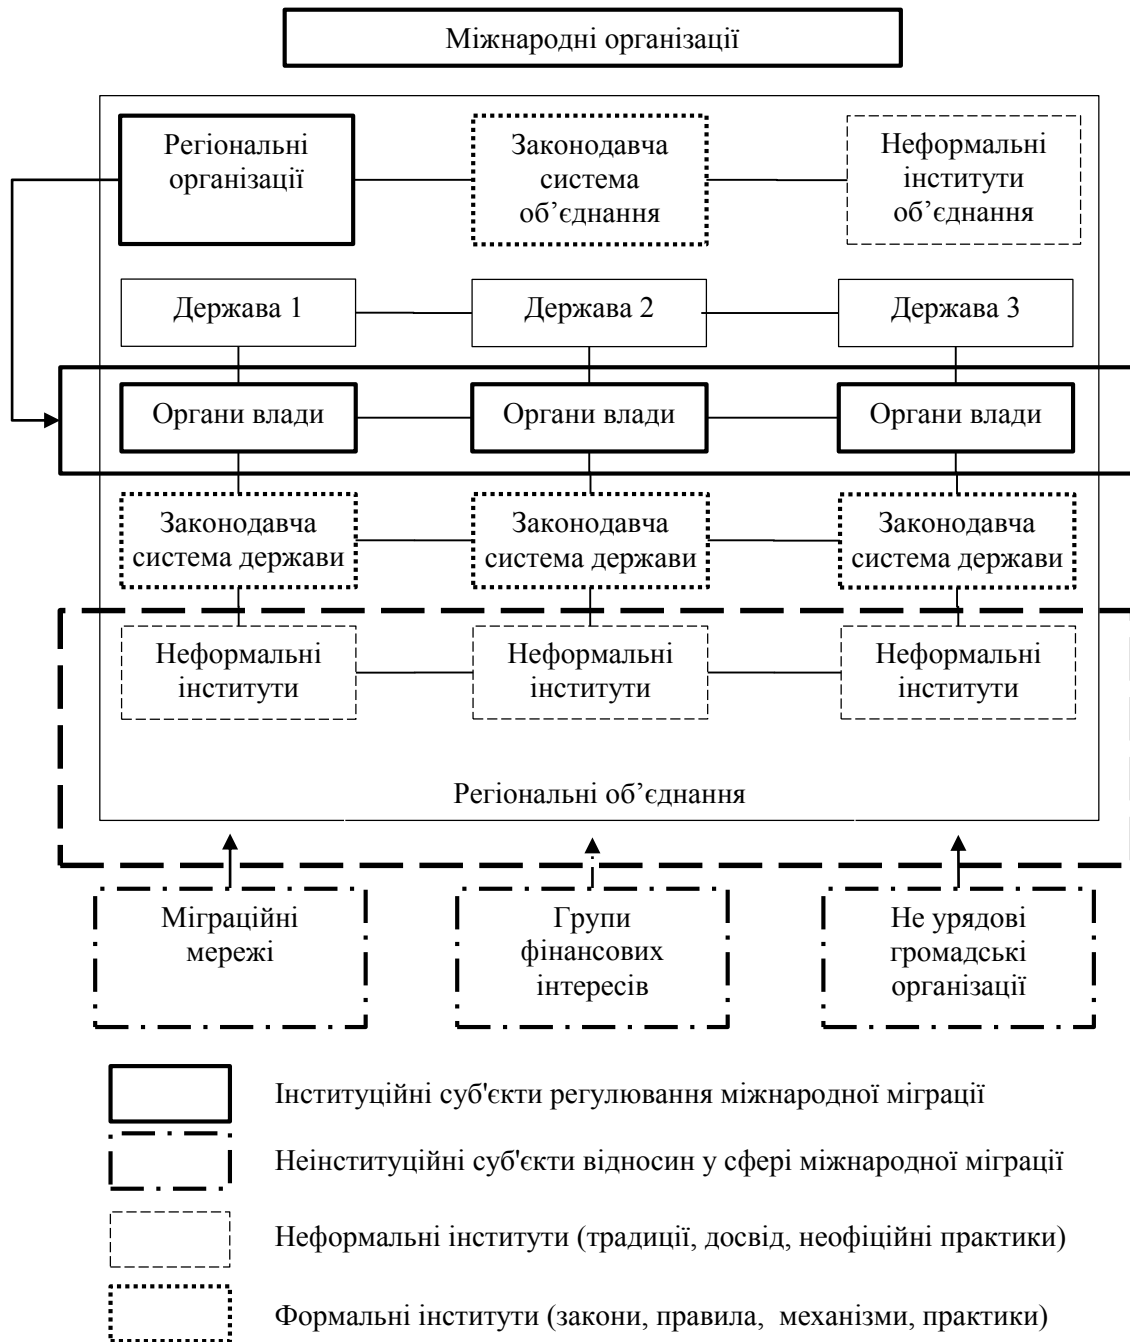 Міжнародні організації
Регіональні
організації
Законодавча
система
об’єднання
Неформальні
інститути
об’єднання
Держава 1
Держава 2
Держава 3
Органи влади
Органи влади
Органи влади
Законодавча
система держави
Законодавча
система держави
Законодавча
система держави
Неформальні
інститути
Неформальні
інститути
Неформальні
інститути
Регіональні об’єднання
Міграційні
мережі
Групи
фінансових
інтересів
Не урядові
громадські
організації
Інституційні суб'єкти регулювання міжнародної міграції
Неінституційні суб'єкти відносин у сфері міжнародної міграції
Неформальні інститути (традиції, досвід, неофіційні практики)
Формальні інститути (закони, правила, механізми, практики)